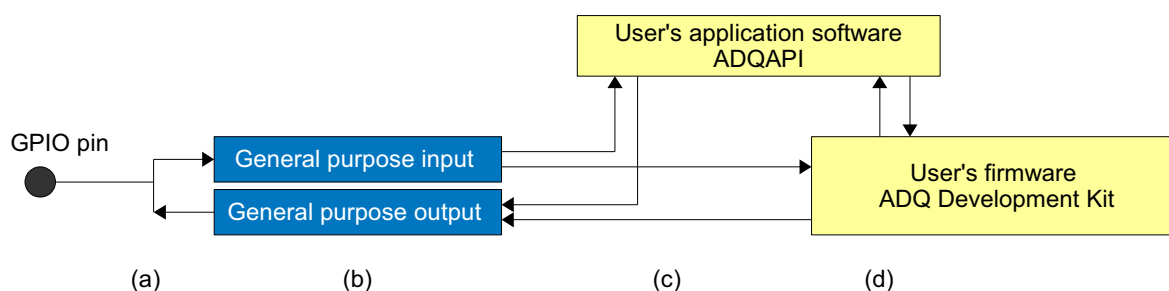 User's application software
ADQAPI
GPIO pin
General purpose input
General purpose output
User's firmware
ADQ Development Kit
(a)
(b)
(c)
(d)